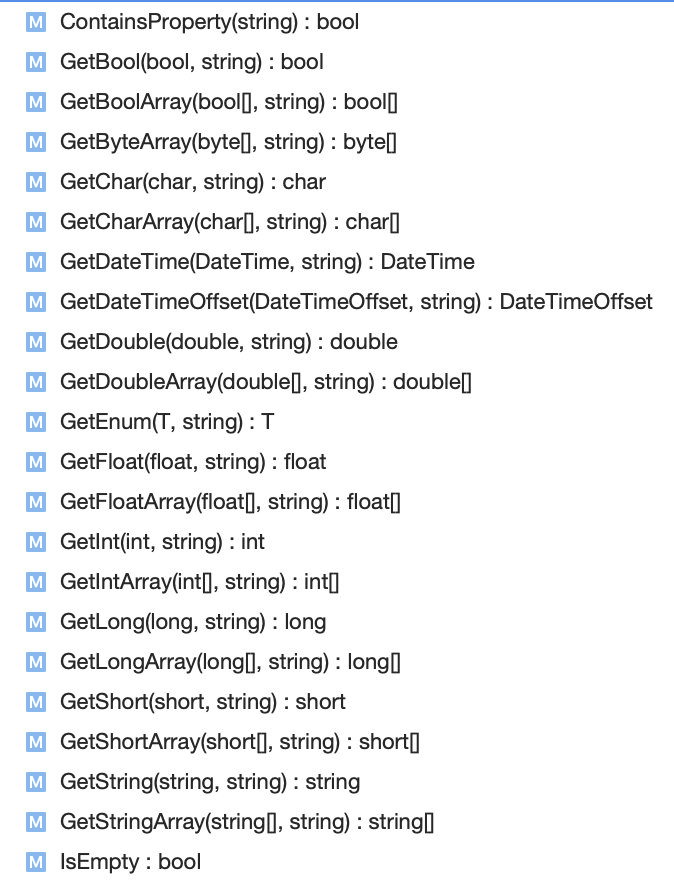 M ContainsProperty(string) : bool
M GetBool(bool, string) : bool
M GetBoolArray(bool[], string) : bool[]
M GetByteArray(byte[], string) : byte[]
M GetChar(char, string) : char
M GetCharArray(char[], string) : char[]
M GetDateTime(DateTime, string) : DateTime
M GetDateTimeOffset(DateTimeOffset, string) : DateTimeOffset
M GetDouble(double, string) : double
M GetDoubleArray(double[], string) : double[]
M GetEnum(T, string) : T
M GetFloat(float, string) : float
M GetFloatArray(float[], string) : float[]
M GetInt(int, string) : int
M GetIntArray(int[], string) : int[]
M GetLong(long, string) : long
M GetLongArray(long[], string) : long[]
M GetShort(short, string) : short
M GetShortArray(short[], string) : short[]
M GetString(string, string) : string
M GetStringArray(string[], string) : string[]
M IsEmpty : bool